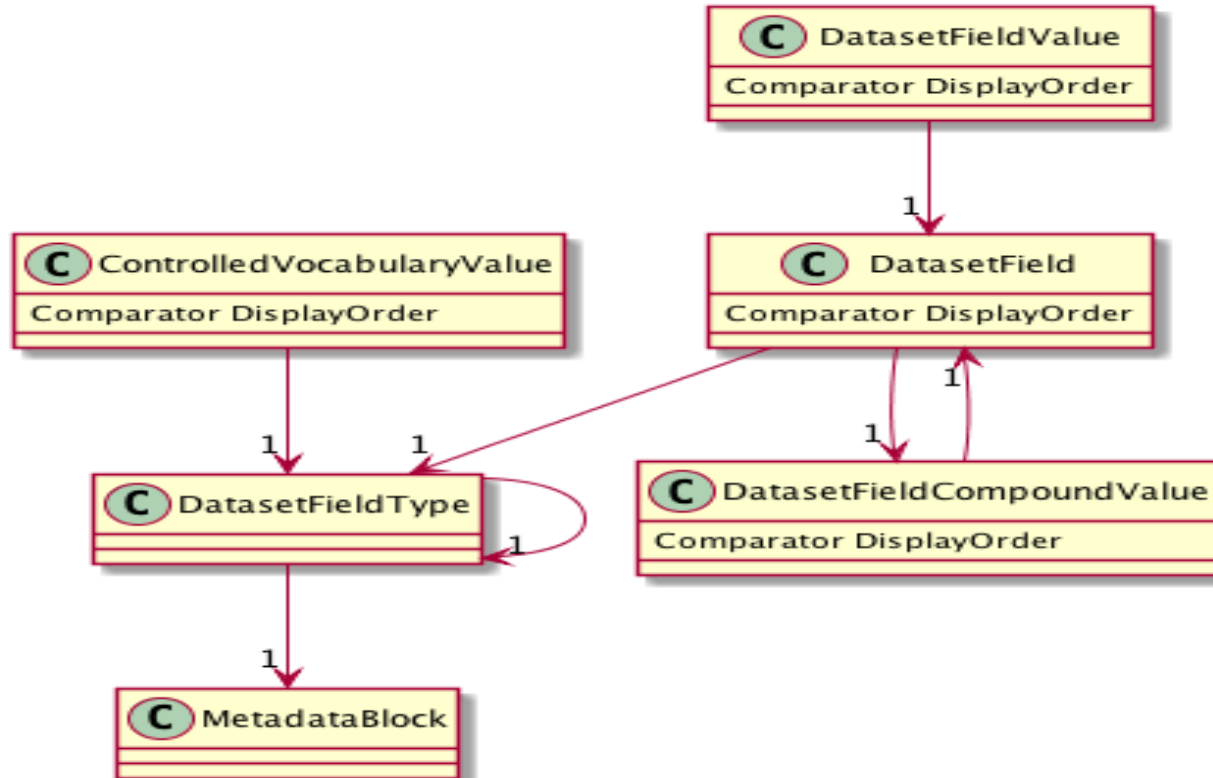 C DatasetFieldValue
Comparator DisplayOrder
1
C ControlledVocabularyValue
Comparator DisplayOrder
C DatasetField
Comparator DisplayOrder
1
1
1
1
C DatasetFieldType
1
C DatasetFieldCompoundValue
Comparator DisplayOrder
1
C MetadataBlock